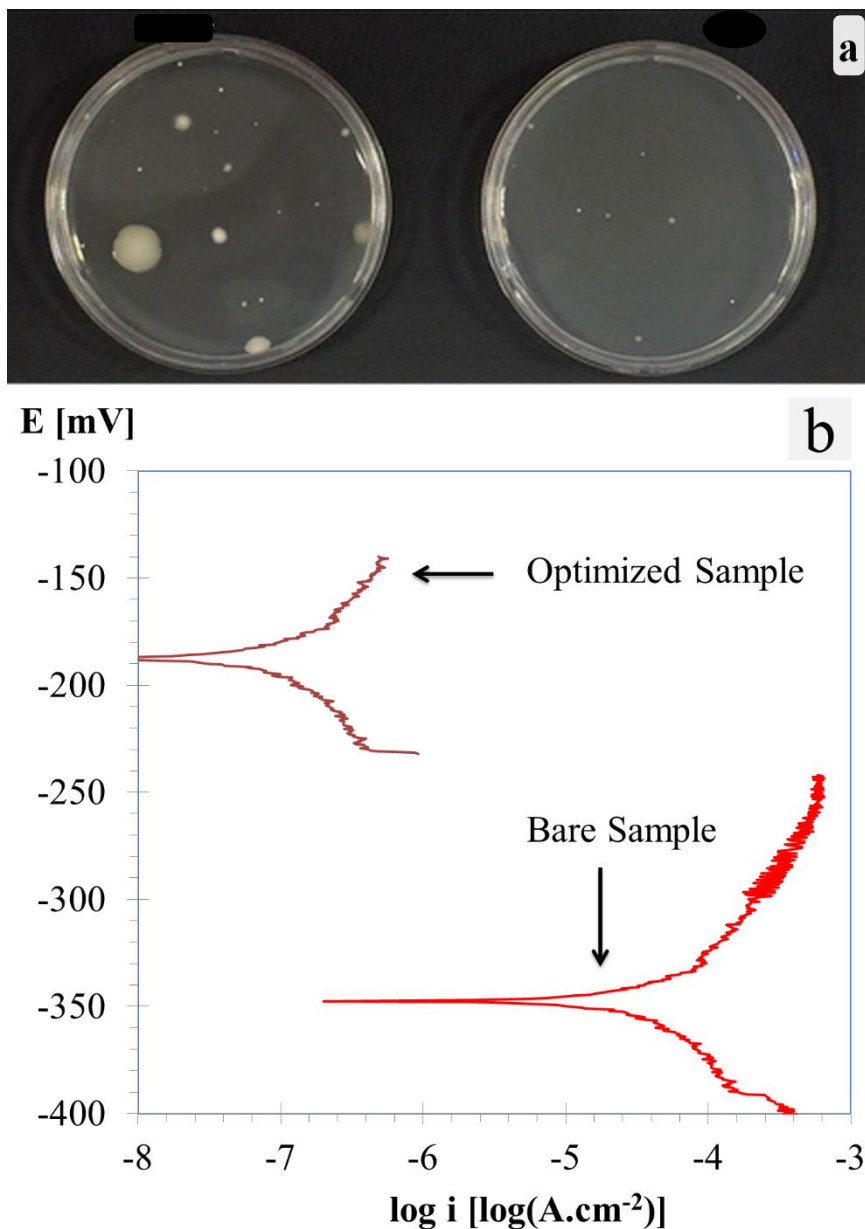 a
E [mV]
b
-100
-150
-200
-250
-300
-350
-400
Optimized Sample
Bare Sample
-8 -7 -6 -5 -4 -3
log i [log(A.cm⁻²)]